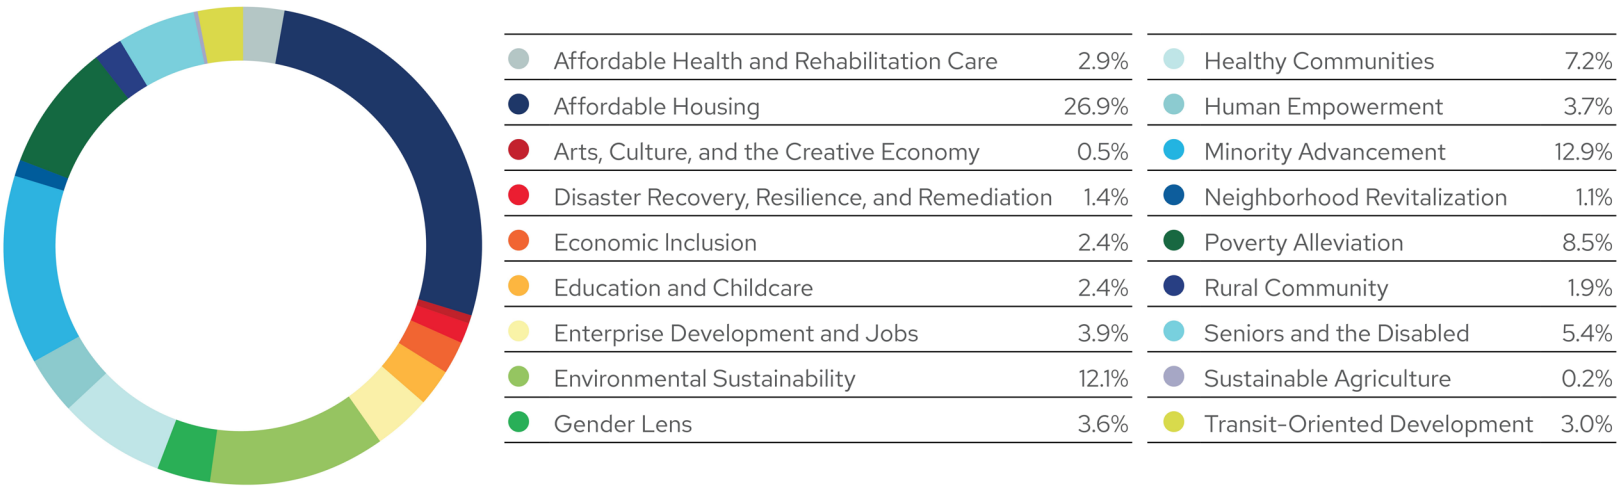 Affordable Health and Rehabilitation Care 2.9%
Affordable Housing 26.9%
Arts, Culture, and the Creative Economy 0.5%
Disaster Recovery, Resilience, and Remediation 1.4%
Economic Inclusion 2.4%
Education and Childcare 2.4%
Enterprise Development and Jobs 3.9%
Environmental Sustainability 12.1%
Gender Lens 3.6%
Healthy Communities 7.2%
Human Empowerment 3.7%
Minority Advancement 12.9%
Neighborhood Revitalization 1.1%
Poverty Alleviation 8.5%
Rural Community 1.9%
Seniors and the Disabled 5.4%
Sustainable Agriculture 0.2%
Transit-Oriented Development 3.0%